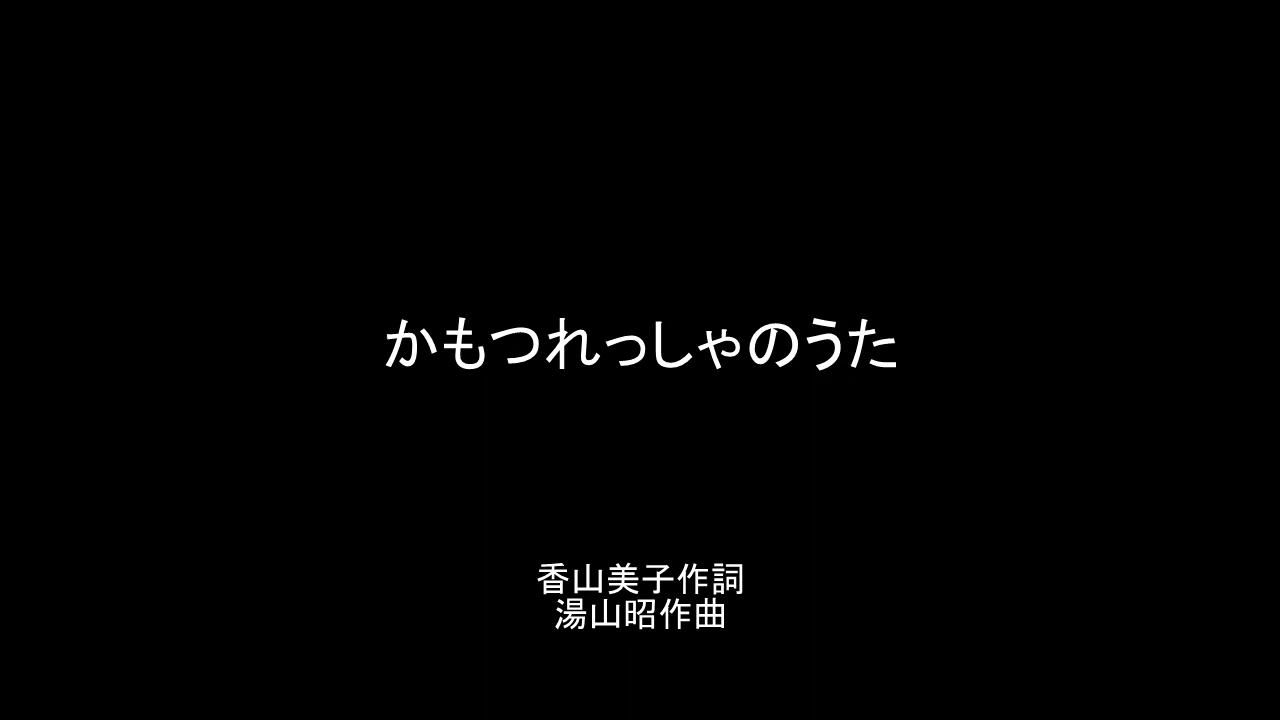 かもつれっしゃのうた
香山美子作詞
湯山昭作曲